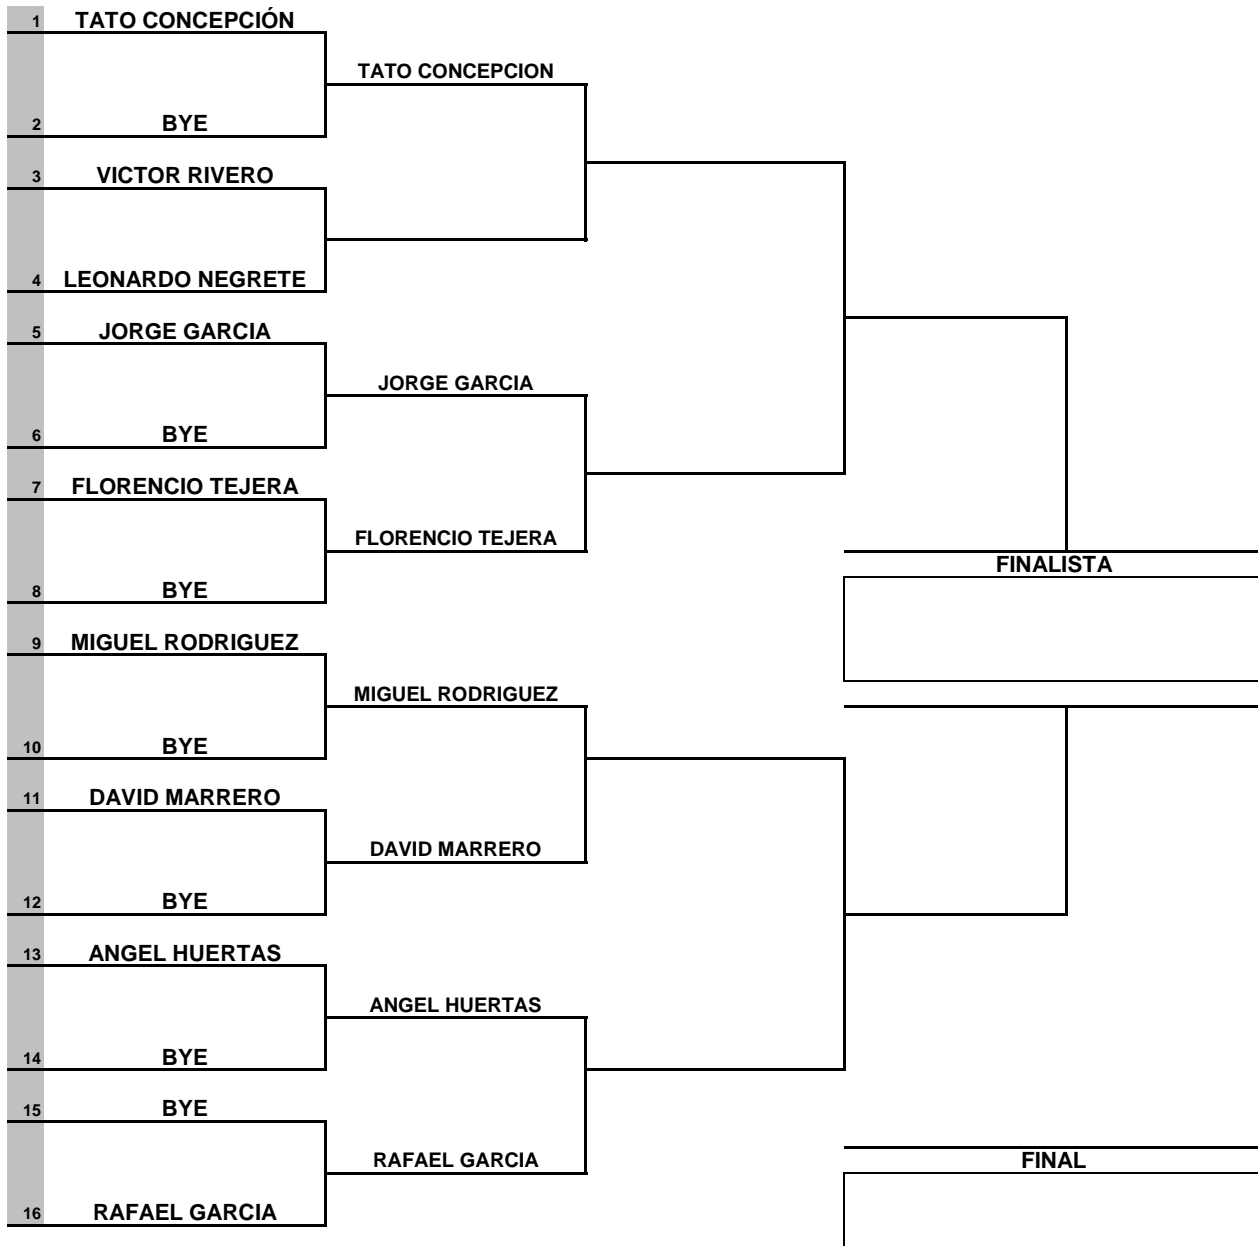 1 TATO CONCEPCIÓN
TATO CONCEPCION
2 BYE
3 VICTOR RIVERO
4 LEONARDO NEGRETE
5 JORGE GARCIA
JORGE GARCIA
6 BYE
7 FLORENCIO TEJERA
FLORENCIO TEJERA
FINALISTA
8 BYE
9 MIGUEL RODRIGUEZ
MIGUEL RODRIGUEZ
10 BYE
11 DAVID MARRERO
DAVID MARRERO
12 BYE
13 ANGEL HUERTAS
ANGEL HUERTAS
14 BYE
15 BYE
RAFAEL GARCIA
FINAL
16 RAFAEL GARCIA